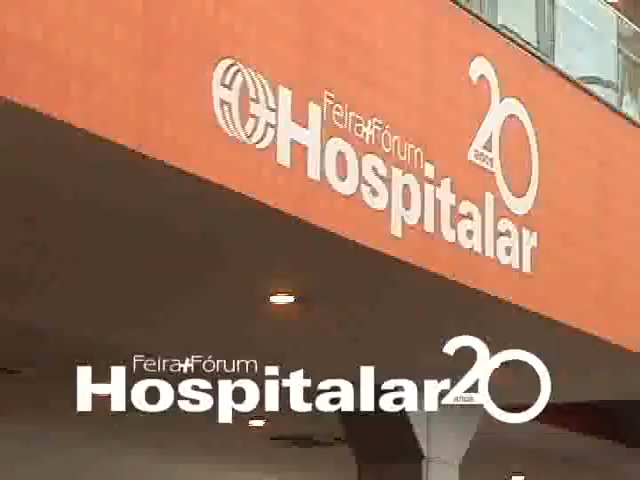 Feira+Fórum
Hospitalar
20
anos
Feira+Fórum
Hospitalar 20
anos